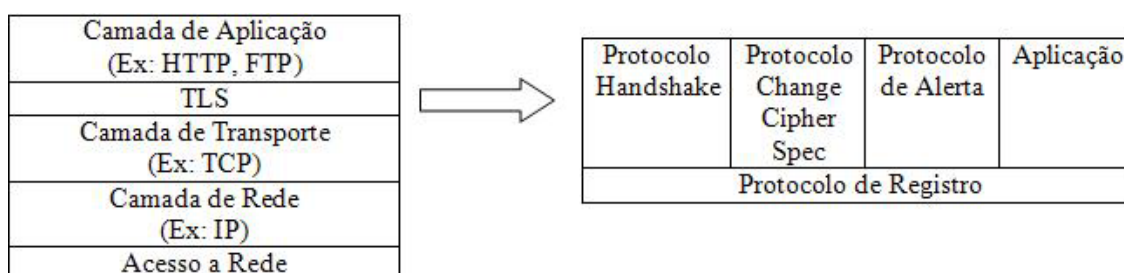 Camada de Aplicação
(Ex: HTTP, FTP)
TLS
Camada de Transporte
(Ex: TCP)
Camada de Rede
(Ex: IP)
Acesso a Rede
Protocolo
Handshake
Protocolo
Change
Cipher
Spec
Protocolo
de Alerta
Aplicação
Protocolo de Registro